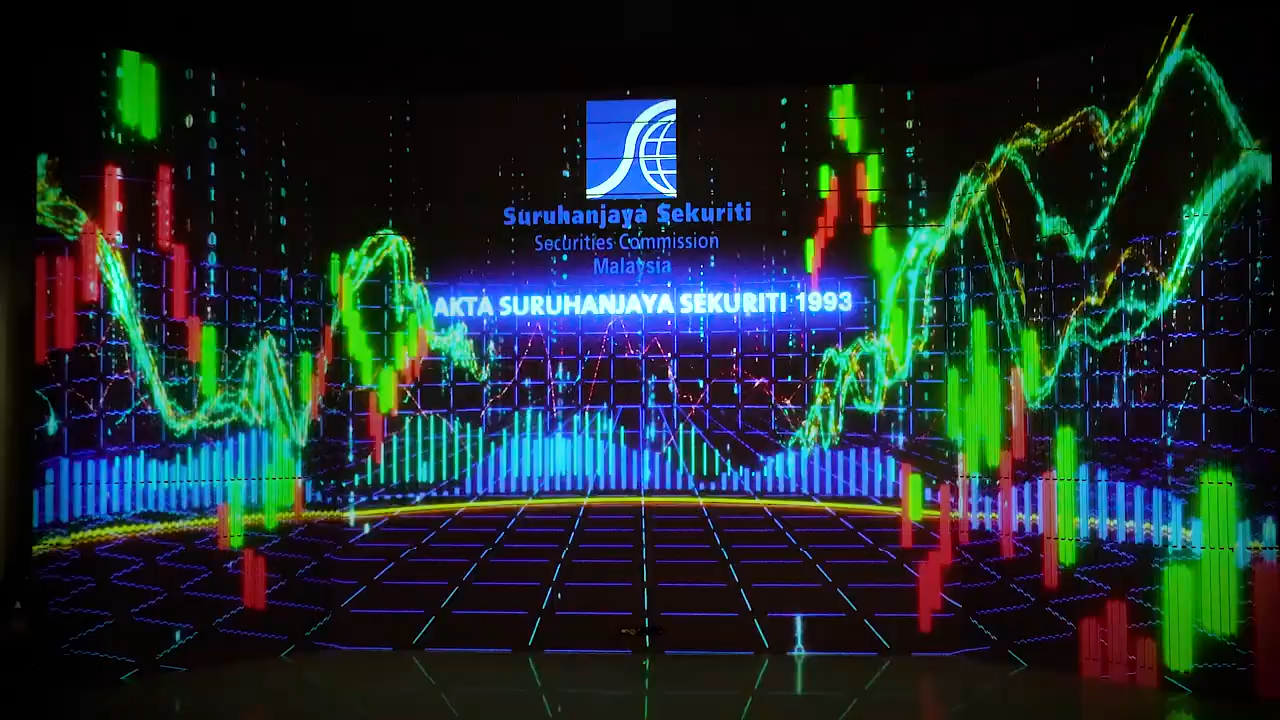 Suruhanjaya Sekuriti
Securities Commission
Malaysia
AKTA SURUHANJAYA SEKURITI 1993